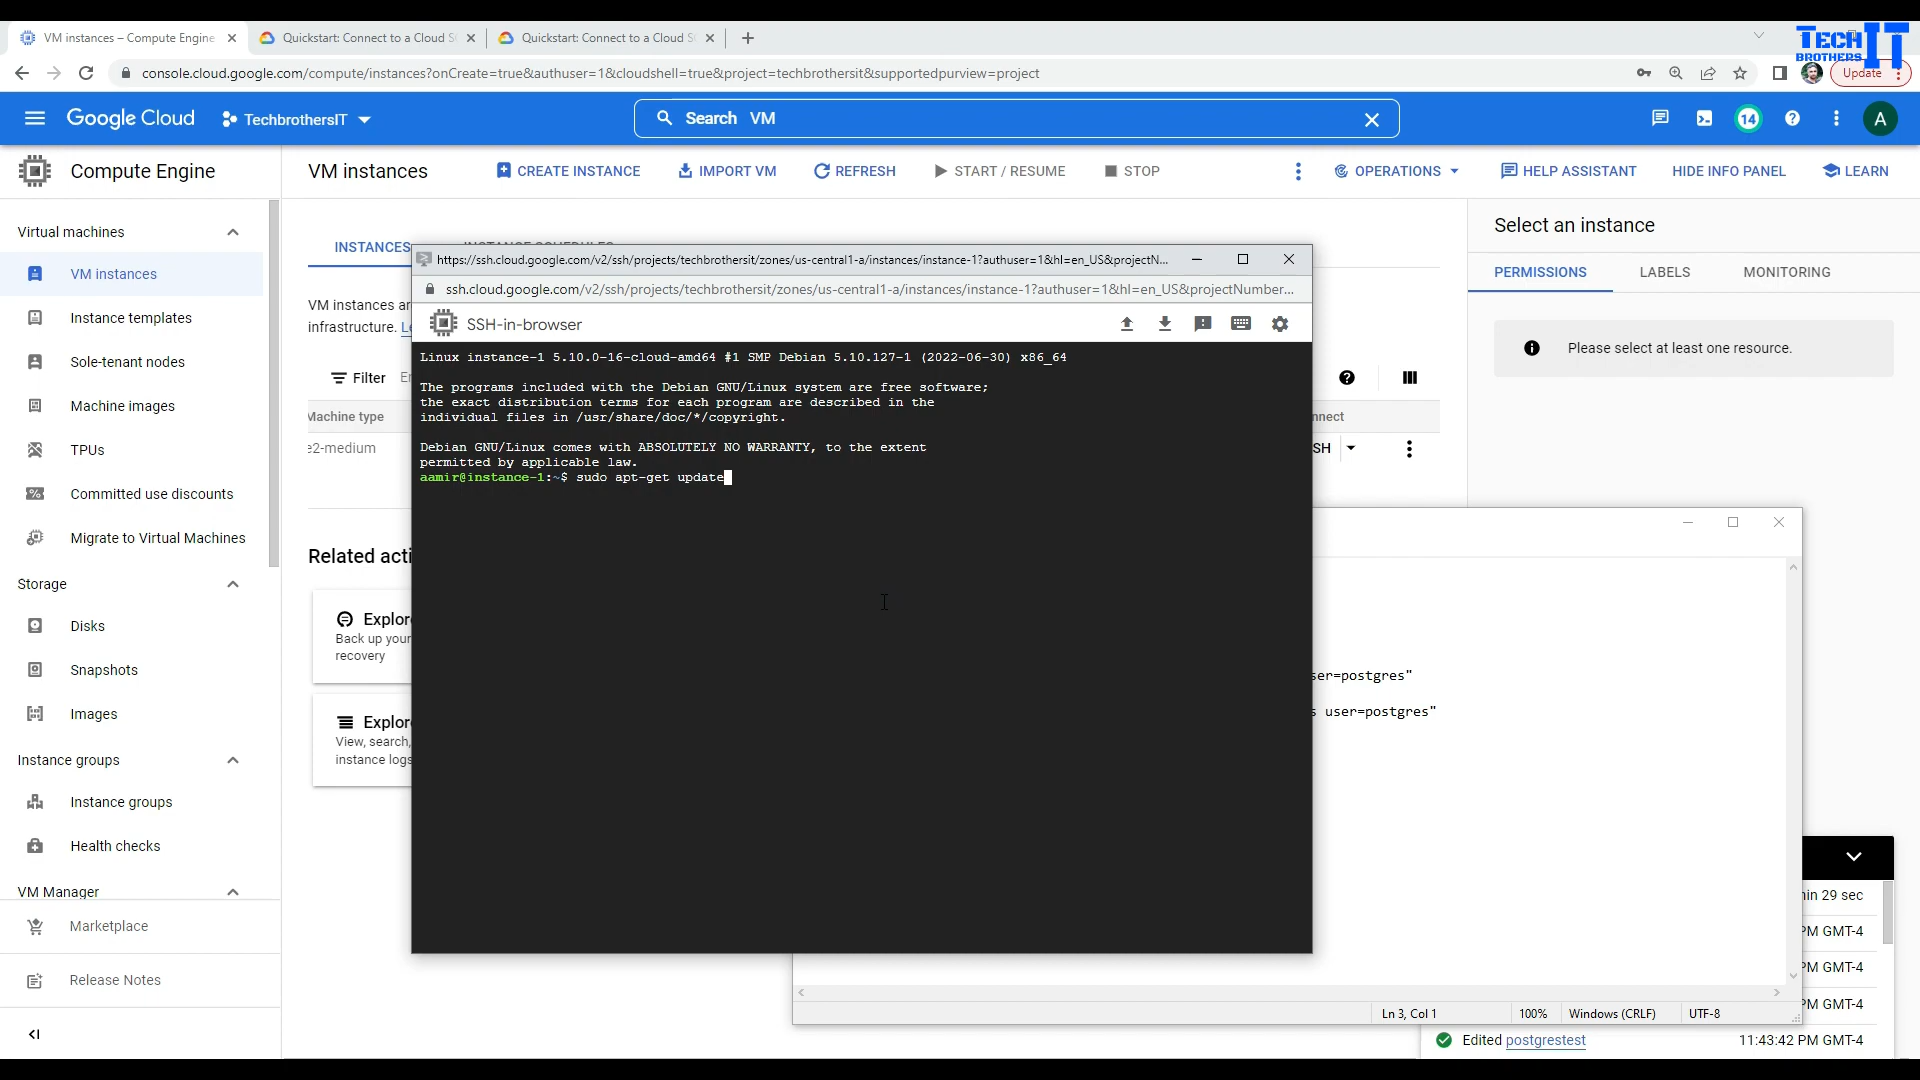 VM instances – Compute Engine
Quickstart: Connect to a Cloud S
Quickstart: Connect to a Cloud S
TECH IT
BROTHERS
console.cloud.google.com/compute/instances?onCreate=true&authuser=1&cloudshell=true&project=techbrothersit&supportedpurview=project
Update
Google Cloud
TechbrothersIT
Search VM
14
A
Compute Engine
VM instances
CREATE INSTANCE
IMPORT VM
REFRESH
START / RESUME
STOP
OPERATIONS
HELP ASSISTANT
HIDE INFO PANEL
LEARN
Virtual machines
VM instances
Instance templates
Sole-tenant nodes
Machine images
TPUs
Committed use discounts
Migrate to Virtual Machines
Storage
Disks
Snapshots
Images
Instance groups
Instance groups
Health checks
VM Manager
Marketplace
Release Notes
INSTANCES
INSTANCE SCHEDULES
VM instances ar
infrastructure. Le
Filter
Machine type
e2-medium
Related acti
Explor
Back up your
recovery
Explor
View, search,
instance logs
nnect
SH
https://ssh.cloud.google.com/v2/ssh/projects/techbrothersit/zones/us-central1-a/instances/instance-1?authuser=1&hl=en_US&projectN...
ssh.cloud.google.com/v2/ssh/projects/techbrothersit/zones/us-central1-a/instances/instance-1?authuser=1&hl=en_US&projectNumber...
SSH-in-browser
Linux instance-1 5.10.0-16-cloud-amd64 #1 SMP Debian 5.10.127-1 (2022-06-30) x86_64
The programs included with the Debian GNU/Linux system are free software;
the exact distribution terms for each program are described in the
individual files in /usr/share/doc/*/copyright.
Debian GNU/Linux comes with ABSOLUTELY NO WARRANTY, to the extent
permitted by applicable law.
aamir@instance-1:~$ sudo apt-get update
Select an instance
PERMISSIONS
LABELS
MONITORING
Please select at least one resource.
ser=postgres"
s user=postgres"
Ln 3, Col 1
100%
Windows (CRLF)
UTF-8
in 29 sec
PM GMT-4
PM GMT-4
PM GMT-4
Edited postgrestest
11:43:42 PM GMT-4